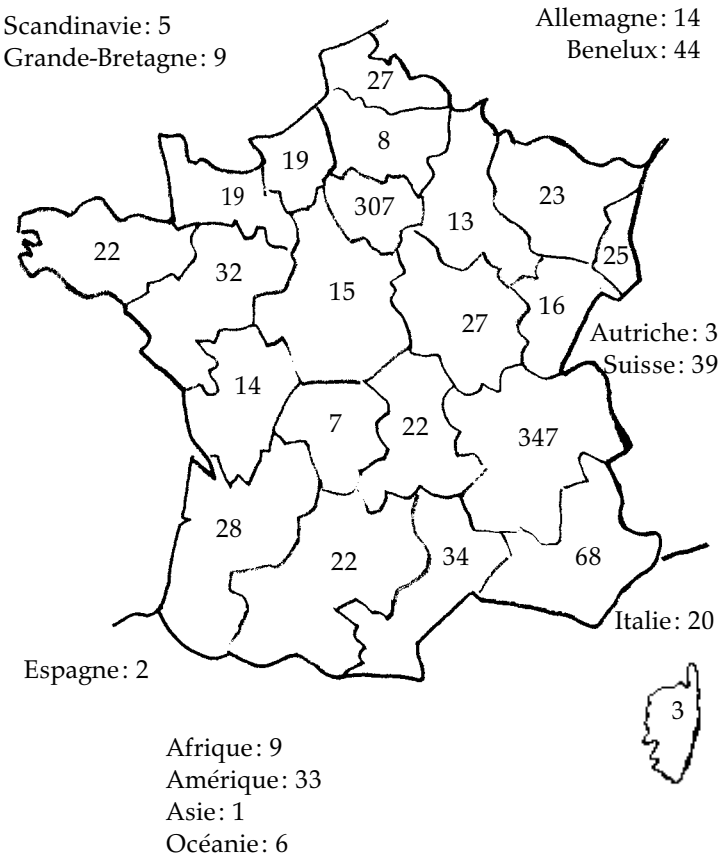 Scandinavie : 5
Grande-Bretagne : 9
Allemagne : 14
Benelux : 44
27
8
19
19
307
23
13
22
32
25
15
16
27
Autriche : 3
Suisse : 39
14
7
22
347
28
22
34
68
Italie : 20
Espagne : 2
3
Afrique : 9
Amérique : 33
Asie : 1
Océanie : 6